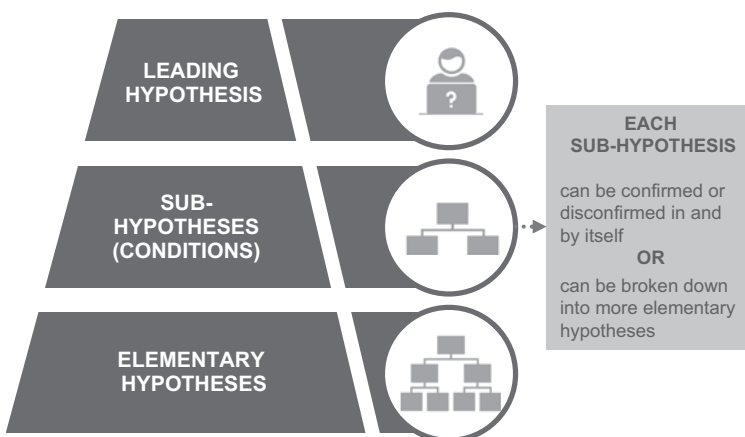 LEADING
HYPOTHESIS
?
SUB-
HYPOTHESES
(CONDITIONS)
ELEMENTARY
HYPOTHESES
EACH
SUB-HYPOTHESIS
can be confirmed or
disconfirmed in and
by itself
OR
can be broken down
into more elementary
hypotheses